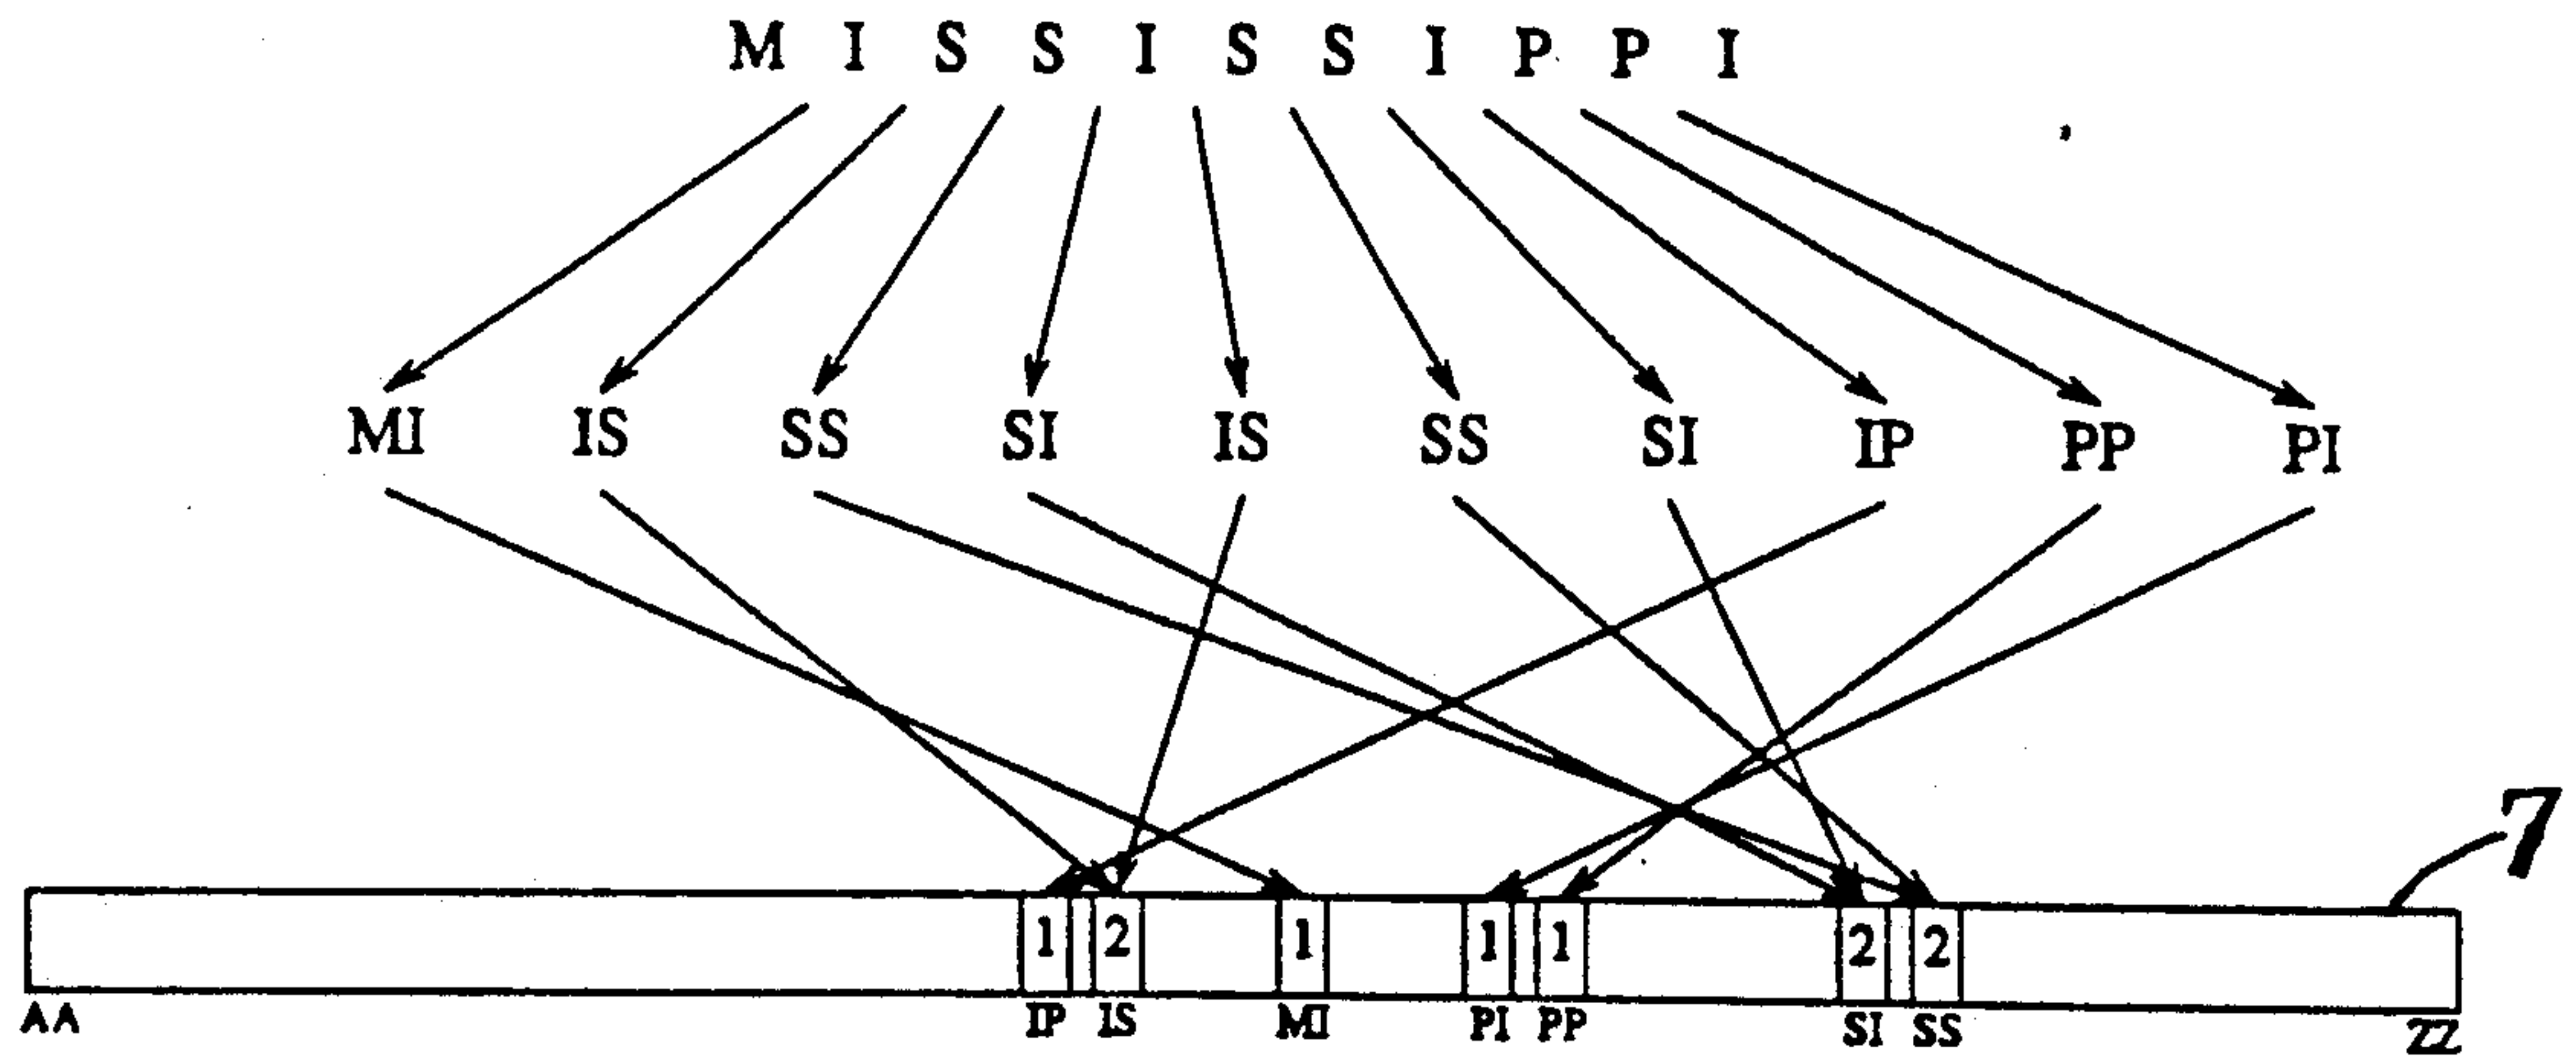 M I S S I S S I P P I
MI IS SS SI IS SS SI IP PP PI
7
1 2 1 1 1 2 2
AA IP IS MI PI PP SI SS ZZ